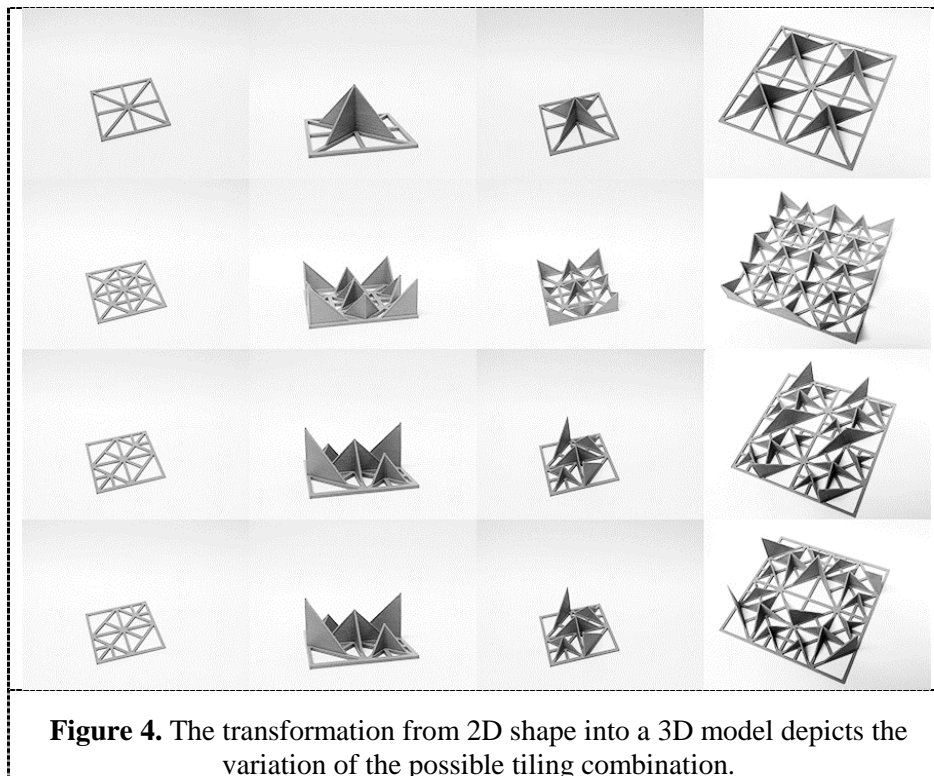 Figure 4. The transformation from 2D shape into a 3D model depicts the
variation of the possible tiling combination.